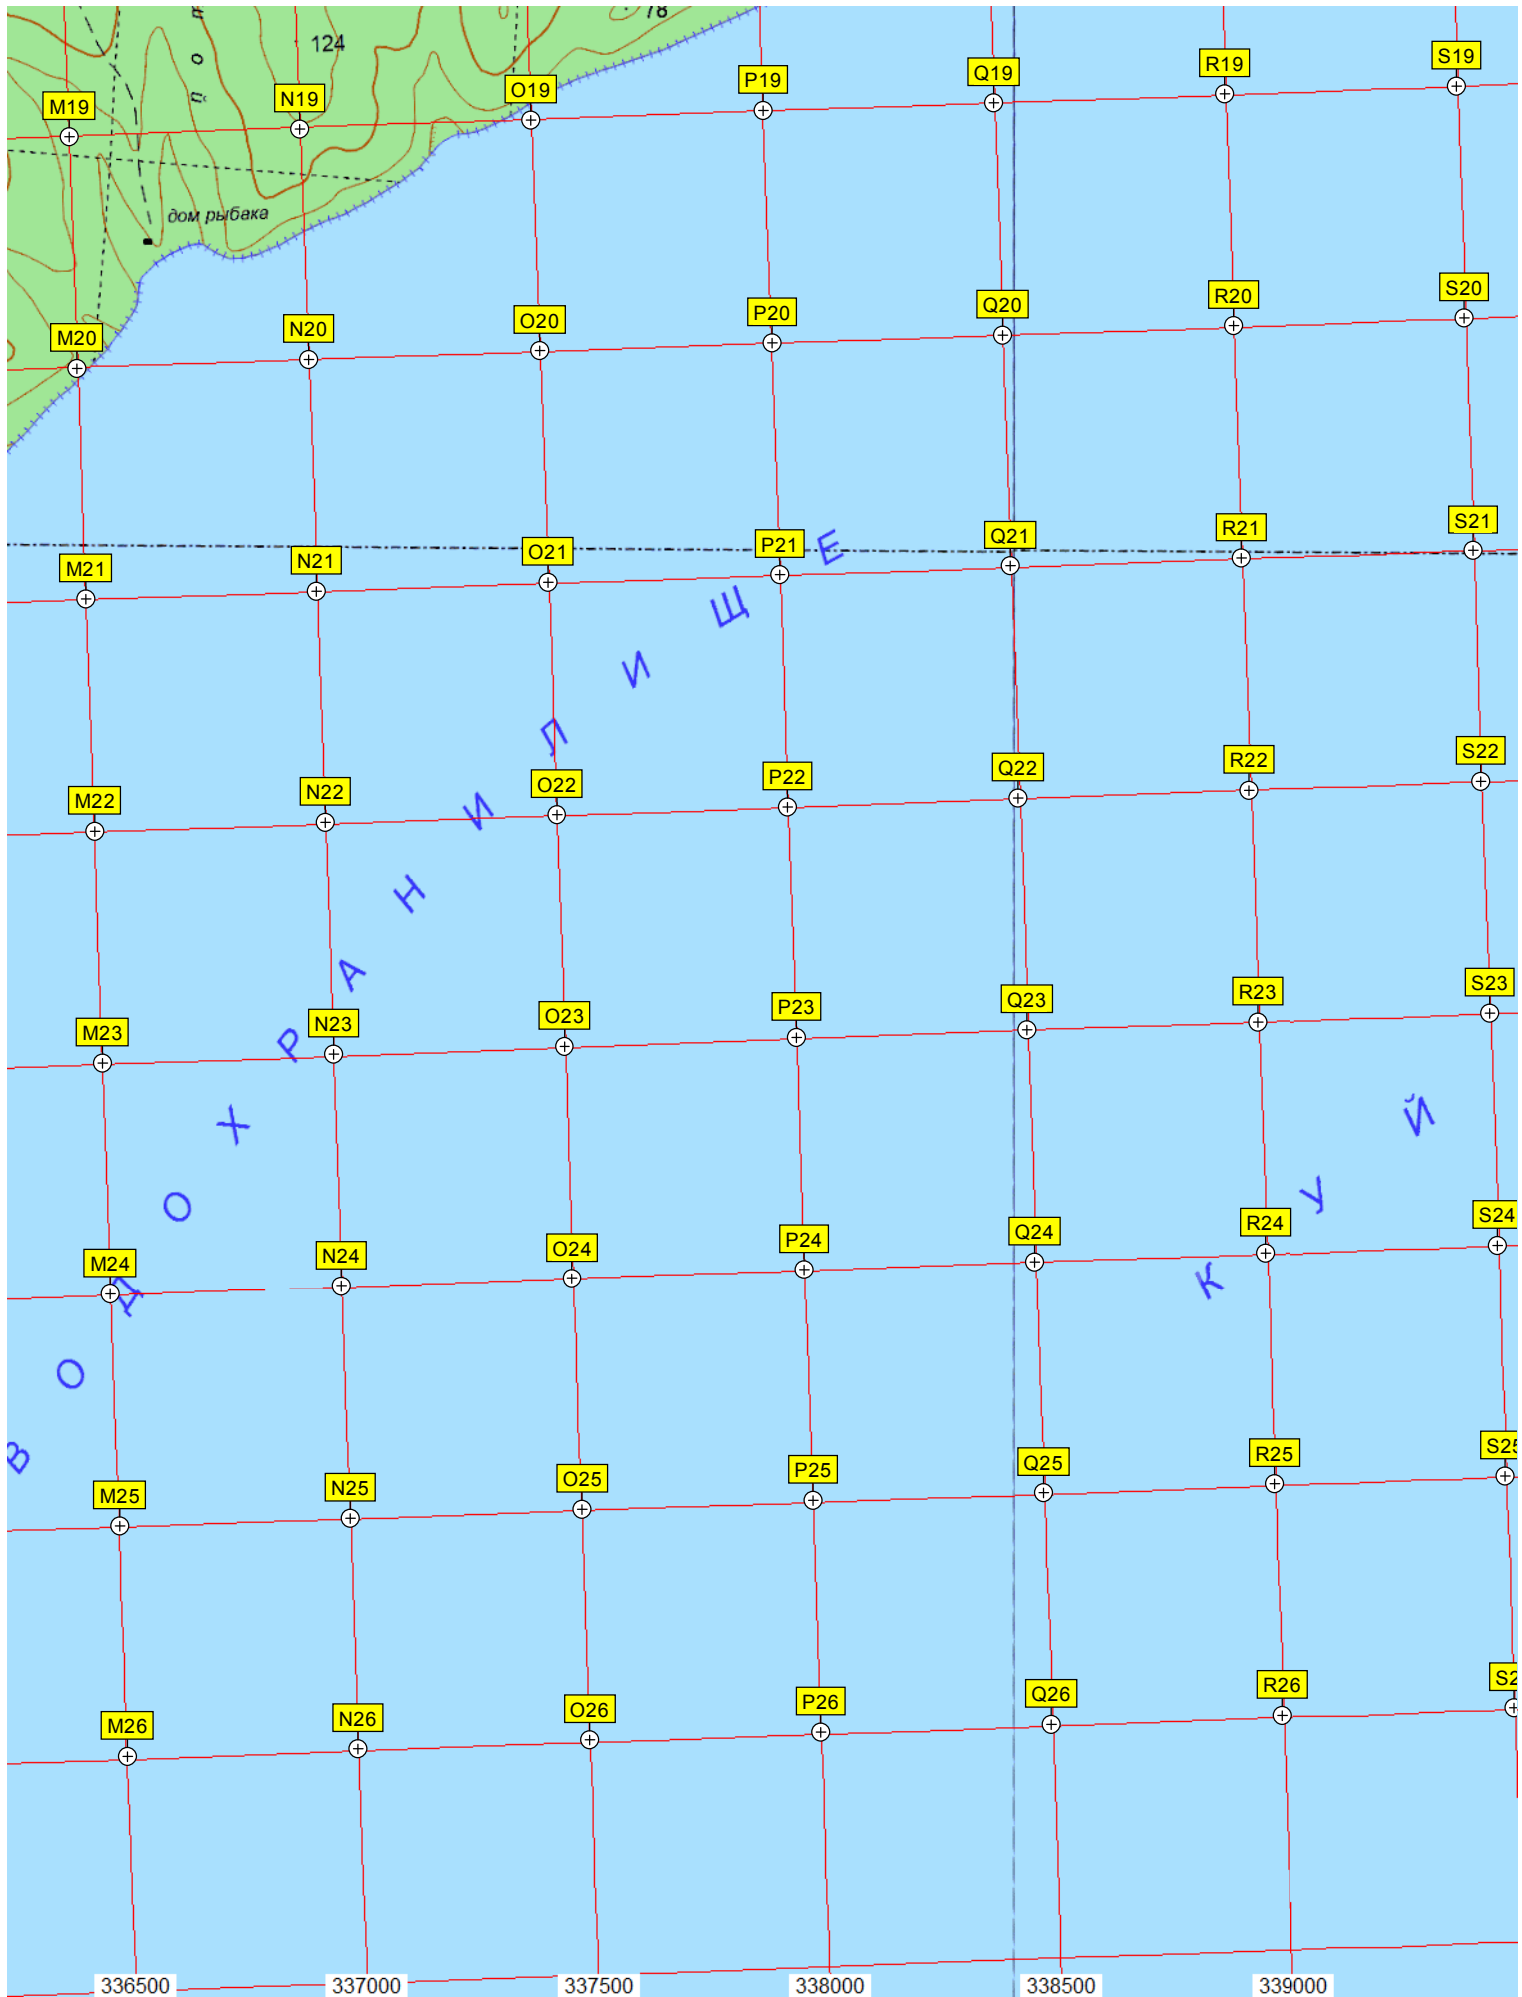 78
124
п о п
M19 N19 O19 P19 Q19 R19 S19
дом рыбака
M20 N20 O20 P20 Q20 R20 S20
M21 N21 O21 P21 Q21 R21 S21
M22 N22 O22 P22 Q22 R22 S22
M23 N23 O23 P23 Q23 R23 S23
M24 N24 O24 P24 Q24 R24 S24
M25 N25 O25 P25 Q25 R25 S25
M26 N26 O26 P26 Q26 R26 S2
ВОДОХРАНИЛИЩЕ
КУЙ
336500 337000 337500 338000 338500 339000